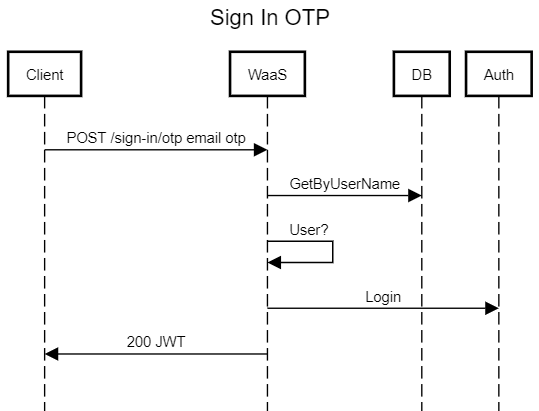 Sign In OTP
Client
WaaS
DB
Auth
POST /sign-in/otp email otp
GetByUserName
User?
Login
200 JWT